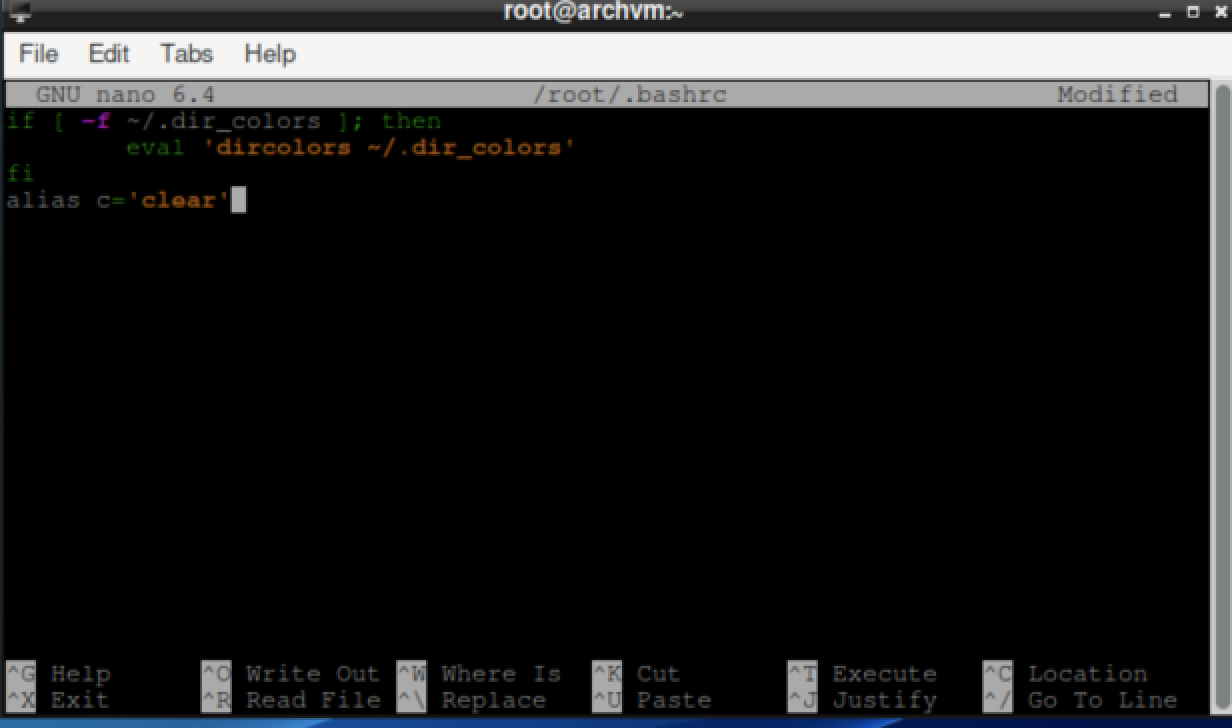 root@archvm:~
File Edit Tabs Help
GNU nano 6.4 /root/.bashrc Modified
if [ -f ~/.dir_colors ]; then
        eval 'dircolors ~/.dir_colors'
fi
alias c='clear'
^G Help ^O Write Out ^W Where Is ^K Cut ^T Execute ^C Location
^X Exit ^R Read File ^\ Replace ^U Paste ^J Justify ^/ Go To Line